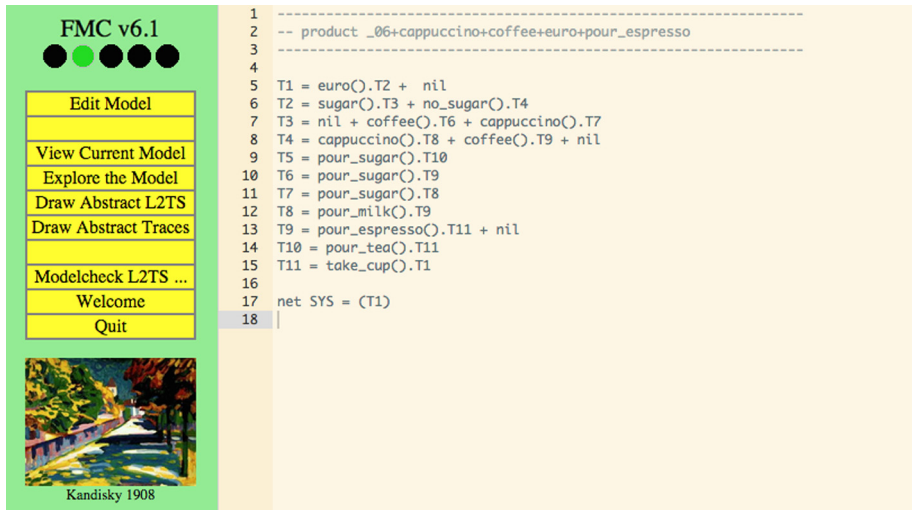 FMC v6.1
Edit Model
View Current Model
Explore the Model
Draw Abstract L2TS
Draw Abstract Traces
Modelcheck L2TS ...
Welcome
Quit
Kandisky 1908
1 ----------------------------------------------------------------
2 -- product _06+cappuccino+coffee+euro+pour_espresso
3 ----------------------------------------------------------------
4
5 T1 = euro().T2 +  nil
6 T2 = sugar().T3 + no_sugar().T4
7 T3 = nil + coffee().T6 + cappuccino().T7
8 T4 = cappuccino().T8 + coffee().T9 + nil
9 T5 = pour_sugar().T10
10 T6 = pour_sugar().T9
11 T7 = pour_sugar().T8
12 T8 = pour_milk().T9
13 T9 = pour_espresso().T11 + nil
14 T10 = pour_tea().T11
15 T11 = take_cup().T1
16
17 net SYS = (T1)
18